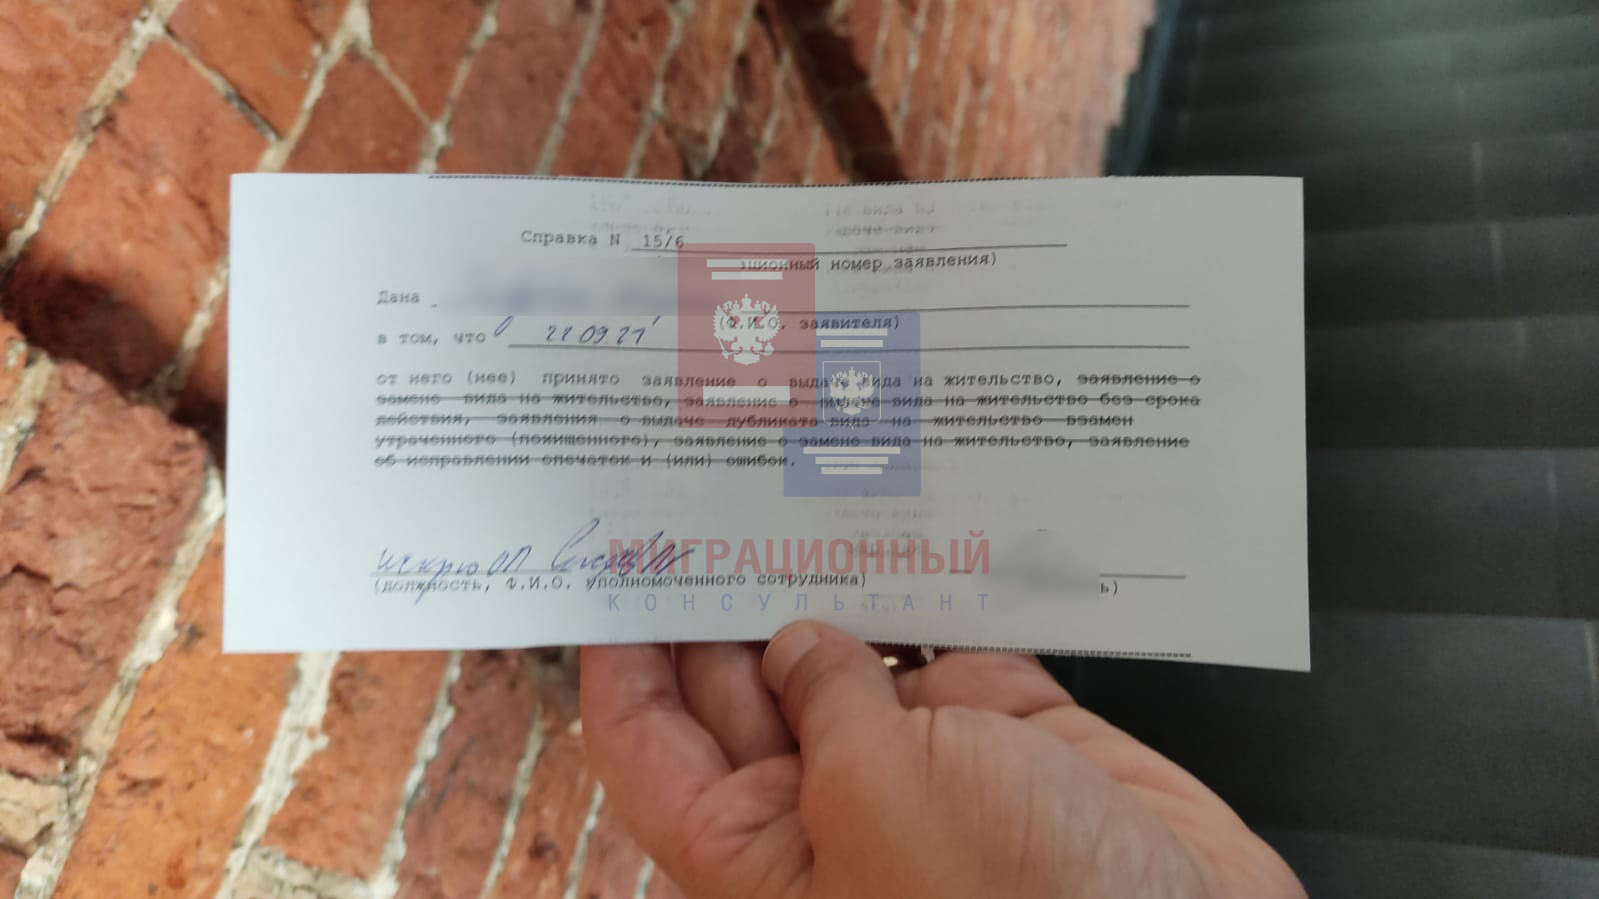 Справка N 15/6
ционный номер заявления)
Дана
(Ф.И.О. заявителя)
в том, что 22 09.21
от него (нее) принято заявление о выдаче вида на жительство, заявление о
замене вида на жительство, заявление о выдаче вида на жительство без срока
действия, заявления о выдаче дубликата вида на жительство взамен
утраченного (похищенного), заявление о замене вида на жительство, заявление
об исправлении опечаток и (или) ошибок.
МИГРАЦИОННЫЙ
(должность, Ф.И.О. уполномоченного сотрудника) ь)
КОНСУЛЬТАНТ